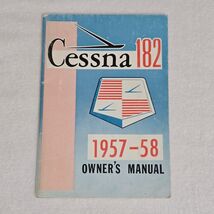 Cessna 182
1957-58
OWNER'S MANUAL